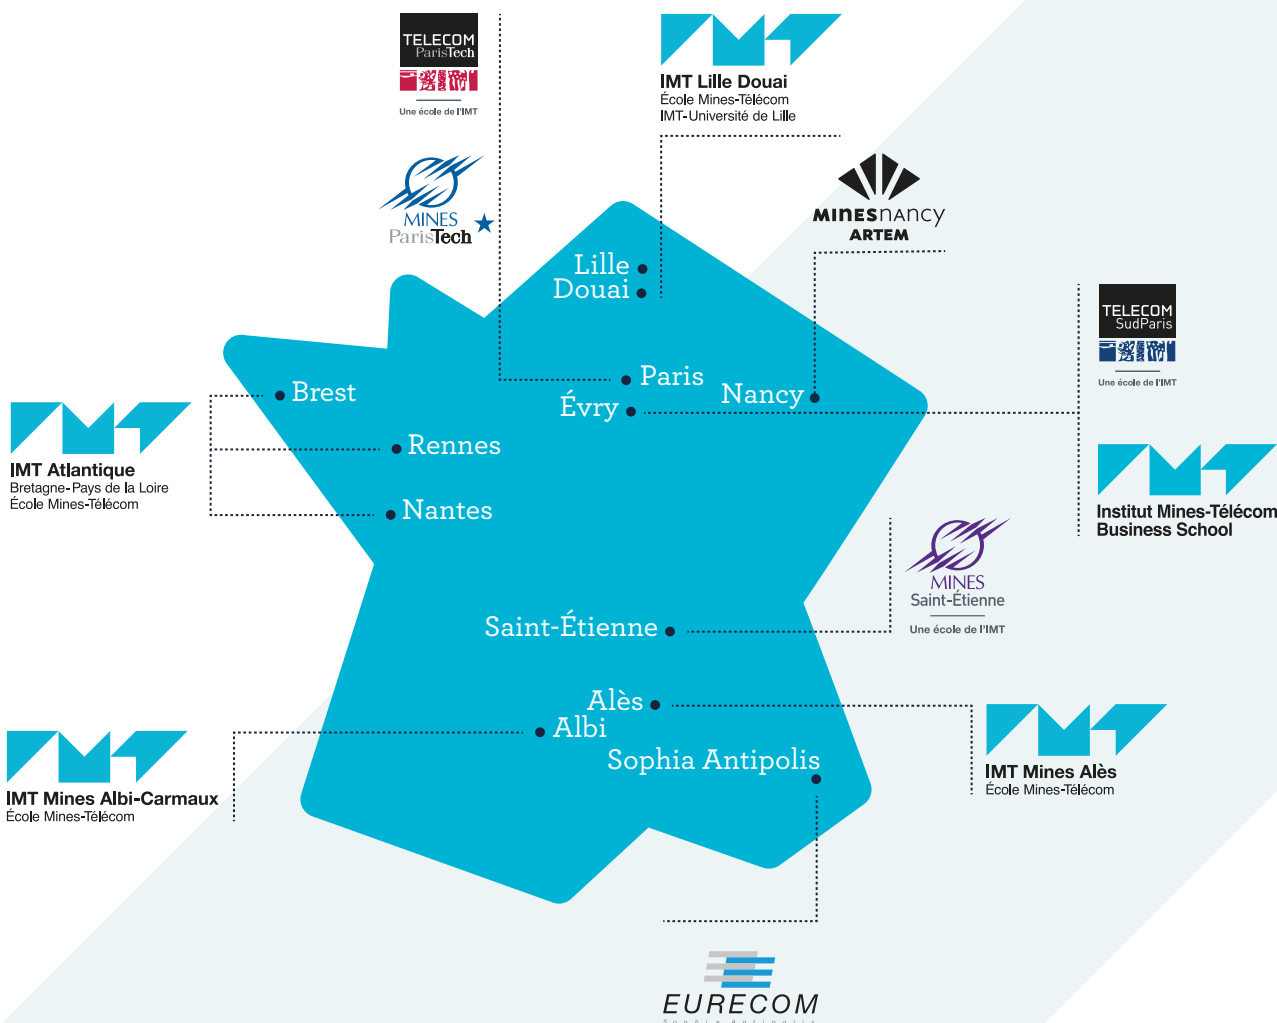 TELECOM
ParisTech
Une école de l'IMT
IMT Lille Douai
École Mines-Télécom
IMT-Université de Lille
MINES
ParisTech
MINESnancy
ARTEM
Lille
Douai
TELECOM
SudParis
Une école de l'IMT
Paris
Nancy
Évry
Brest
Rennes
Nantes
IMT Atlantique
Bretagne-Pays de la Loire
École Mines-Télécom
Institut Mines-Télécom
Business School
MINES
Saint-Étienne
Une école de l'IMT
Saint-Étienne
Alès
Albi
Sophia Antipolis
IMT Mines Albi-Carmaux
École Mines-Télécom
IMT Mines Alès
École Mines-Télécom
EURECOM
Sophia Antipolis